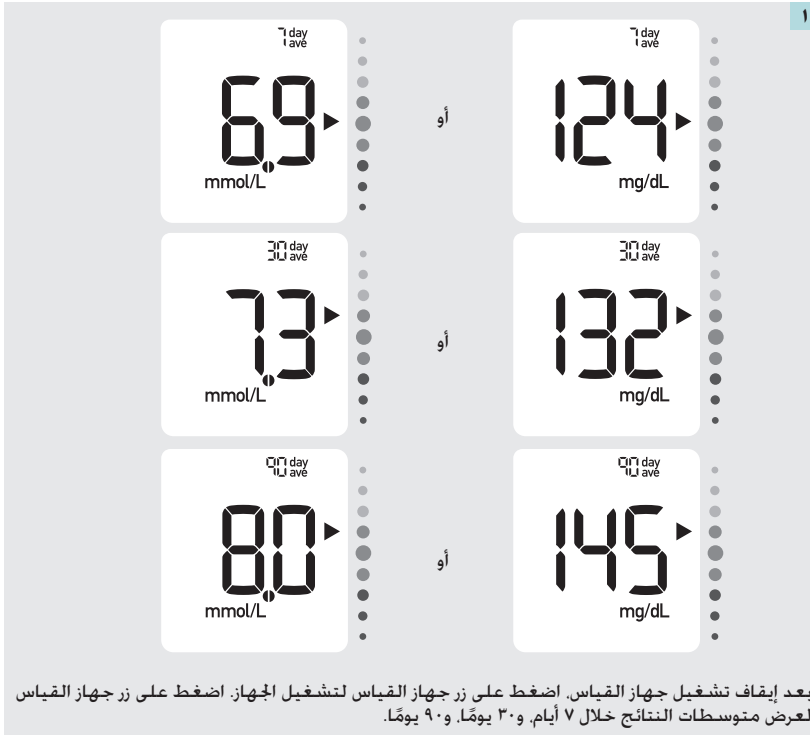 ١
7 day
ave
124
mg/dL
أو
7 day
ave
6.9
mmol/L
30 day
ave
132
mg/dL
أو
30 day
ave
7.3
mmol/L
90 day
ave
145
mg/dL
أو
90 day
ave
8.0
mmol/L
بعد إيقاف تشغيل جهاز القياس، اضغط على زر جهاز القياس لتشغيل الجهاز. اضغط على زر جهاز القياس
لعرض متوسطات النتائج خلال ٧ أيام، و٣٠ يومًا، و٩٠ يومًا.